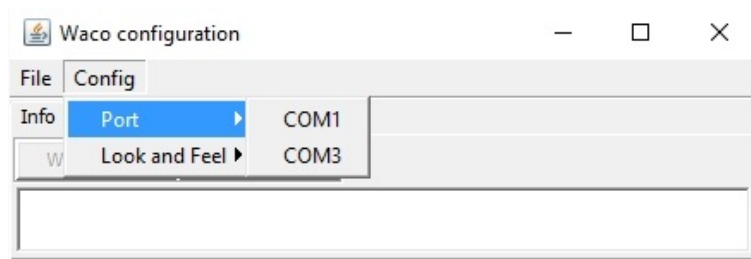 Waco configuration
File Config
Info Port COM1
W Look and Feel COM3